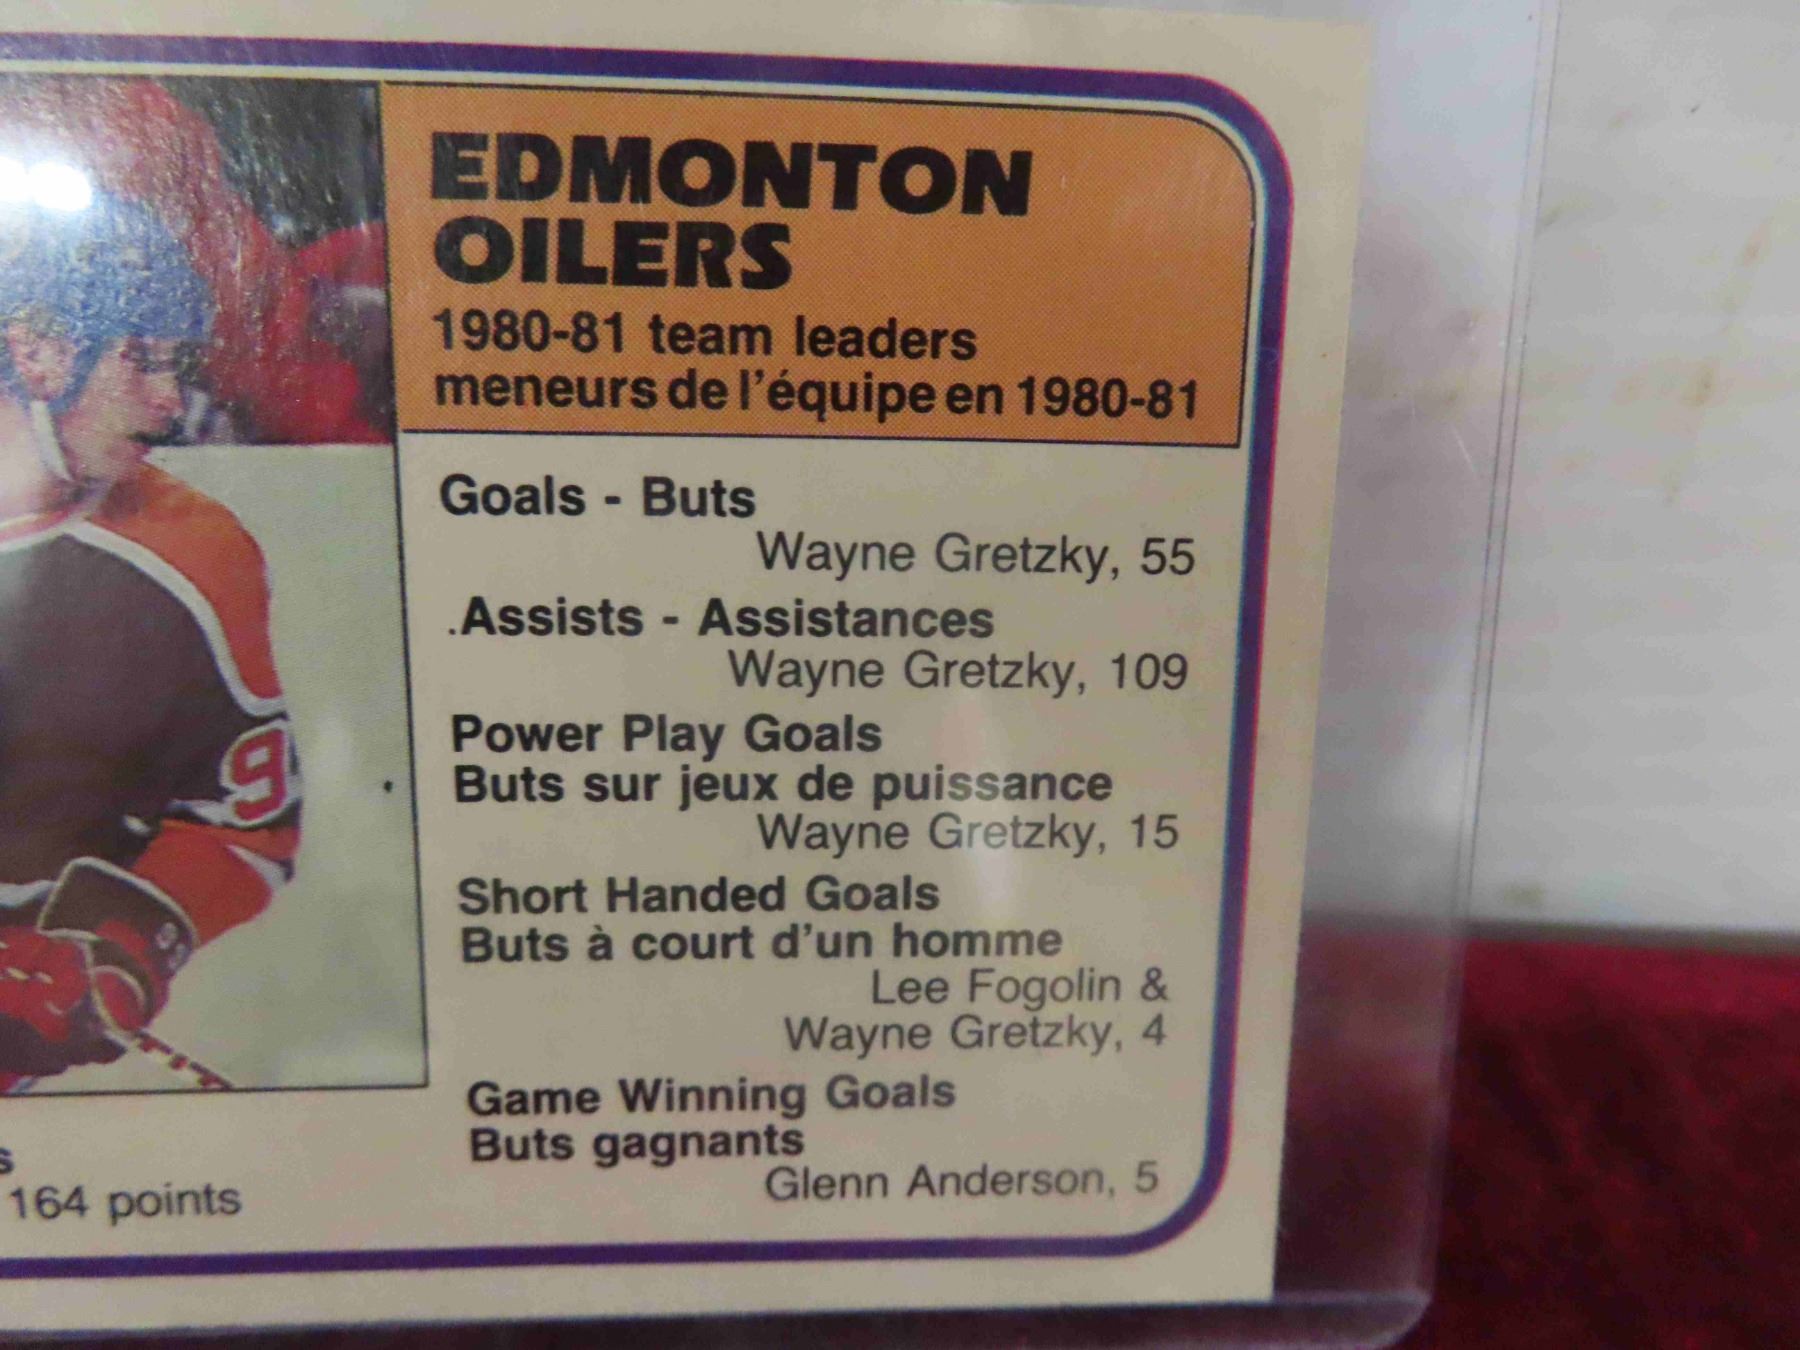 EDMONTON
OILERS
1980-81 team leaders
meneurs de l'équipe en 1980-81
Goals - Buts
Wayne Gretzky, 55
.Assists - Assistances
Wayne Gretzky, 109
Power Play Goals
Buts sur jeux de puissance
Wayne Gretzky, 15
Short Handed Goals
Buts à court d'un homme
Lee Fogolin &
Wayne Gretzky, 4
Game Winning Goals
Buts gagnants
Glenn Anderson, 5
9
99
s
164 points